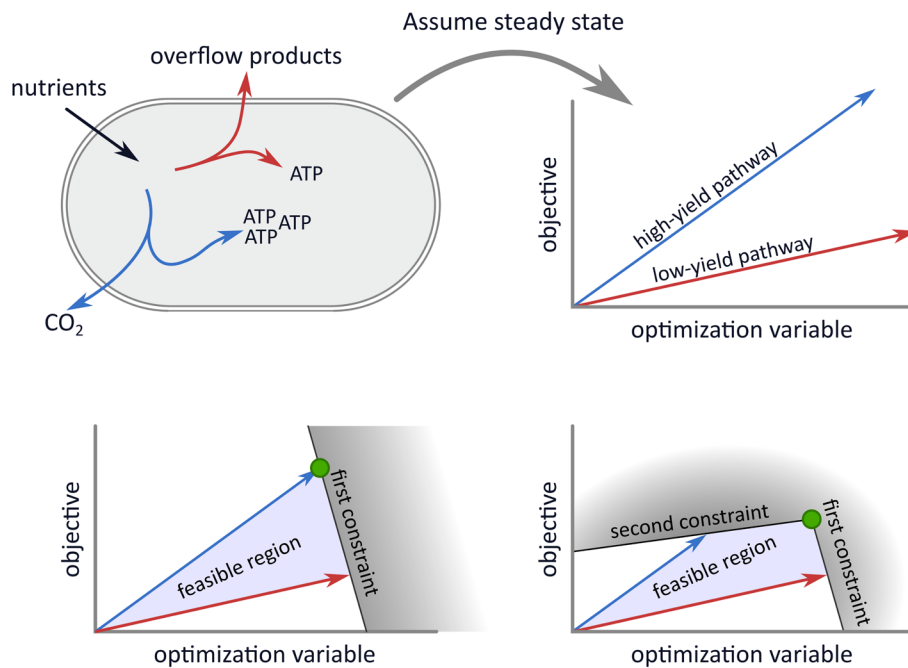 Assume steady state
overflow products
nutrients
ATP
ATP
ATP
ATP
CO₂
objective
high-yield pathway
low-yield pathway
optimization variable
objective
feasible region
first constraint
optimization variable
objective
second constraint
feasible region
first constraint
optimization variable